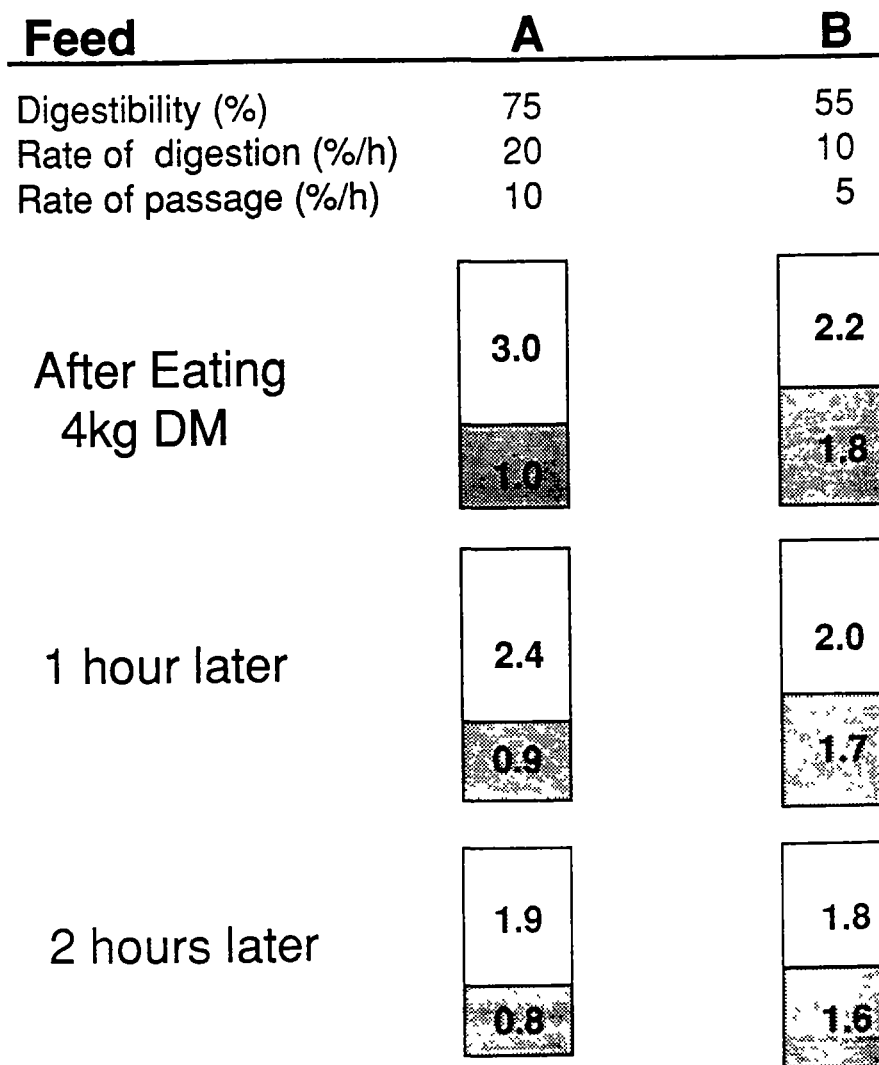 Feed A B
Digestibility (%) 75 55
Rate of digestion (%/h) 20 10
Rate of passage (%/h) 10 5
After Eating
4kg DM
3.0 2.2
1.0 1.8
1 hour later
2.4 2.0
0.9 1.7
2 hours later
1.9 1.8
0.8 1.6